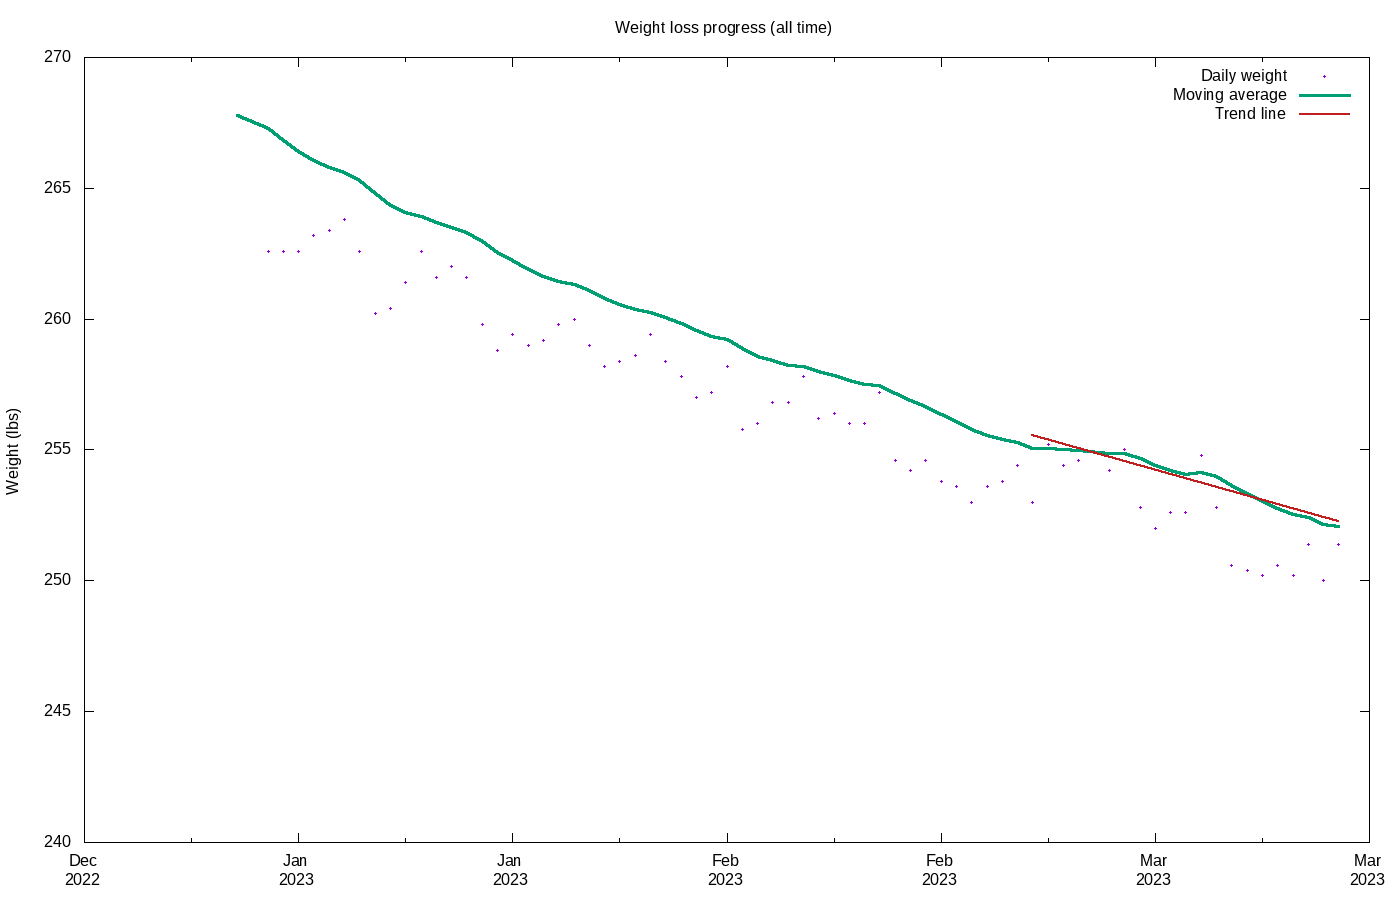 Weight loss progress (all time)
Daily weight
Moving average
Trend line
Weight (lbs)
270
265
260
255
250
245
240
Dec Jan Jan Feb Feb Mar Mar
2022 2023 2023 2023 2023 2023 2023